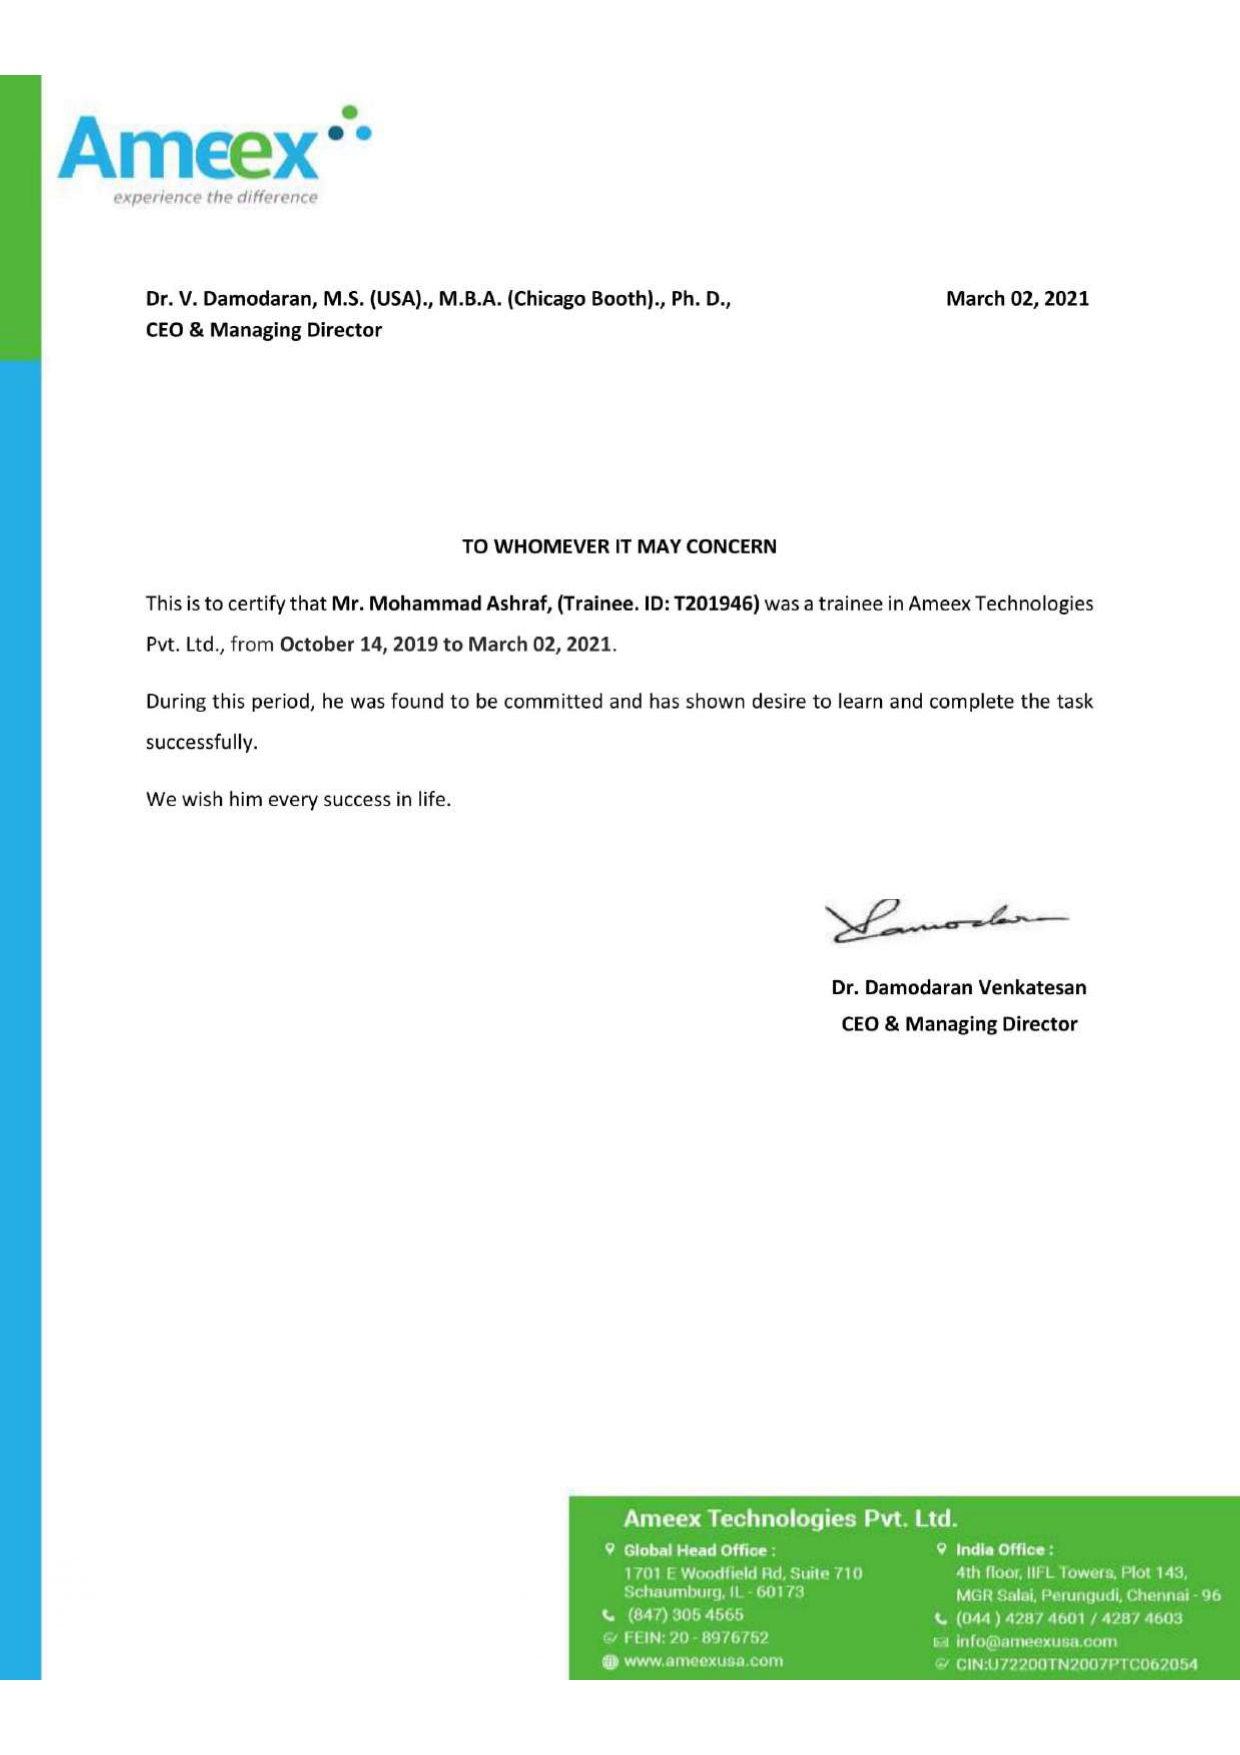 Ameex
experience the difference
Dr. V. Damodaran, M.S. (USA)., M.B.A. (Chicago Booth)., Ph. D., March 02, 2021
CEO & Managing Director
TO WHOMEVER IT MAY CONCERN
This is to certify that Mr. Mohammad Ashraf, (Trainee. ID: T201946) was a trainee in Ameex Technologies
Pvt. Ltd., from October 14, 2019 to March 02, 2021.
During this period, he was found to be committed and has shown desire to learn and complete the task
successfully.
We wish him every success in life.
Damodaran
Dr. Damodaran Venkatesan
CEO & Managing Director
Ameex Technologies Pvt. Ltd.
Global Head Office :
1701 E Woodfield Rd, Suite 710
Schaumburg, IL - 60173
(847) 305 4565
FEIN: 20 - 8976752
www.ameexusa.com
India Office :
4th floor, IIFL Towers, Plot 143,
MGR Salai, Perungudi, Chennai - 96
(044 ) 4287 4601 / 4287 4603
info@ameexusa.com
CIN:U72200TN2007PTC062054